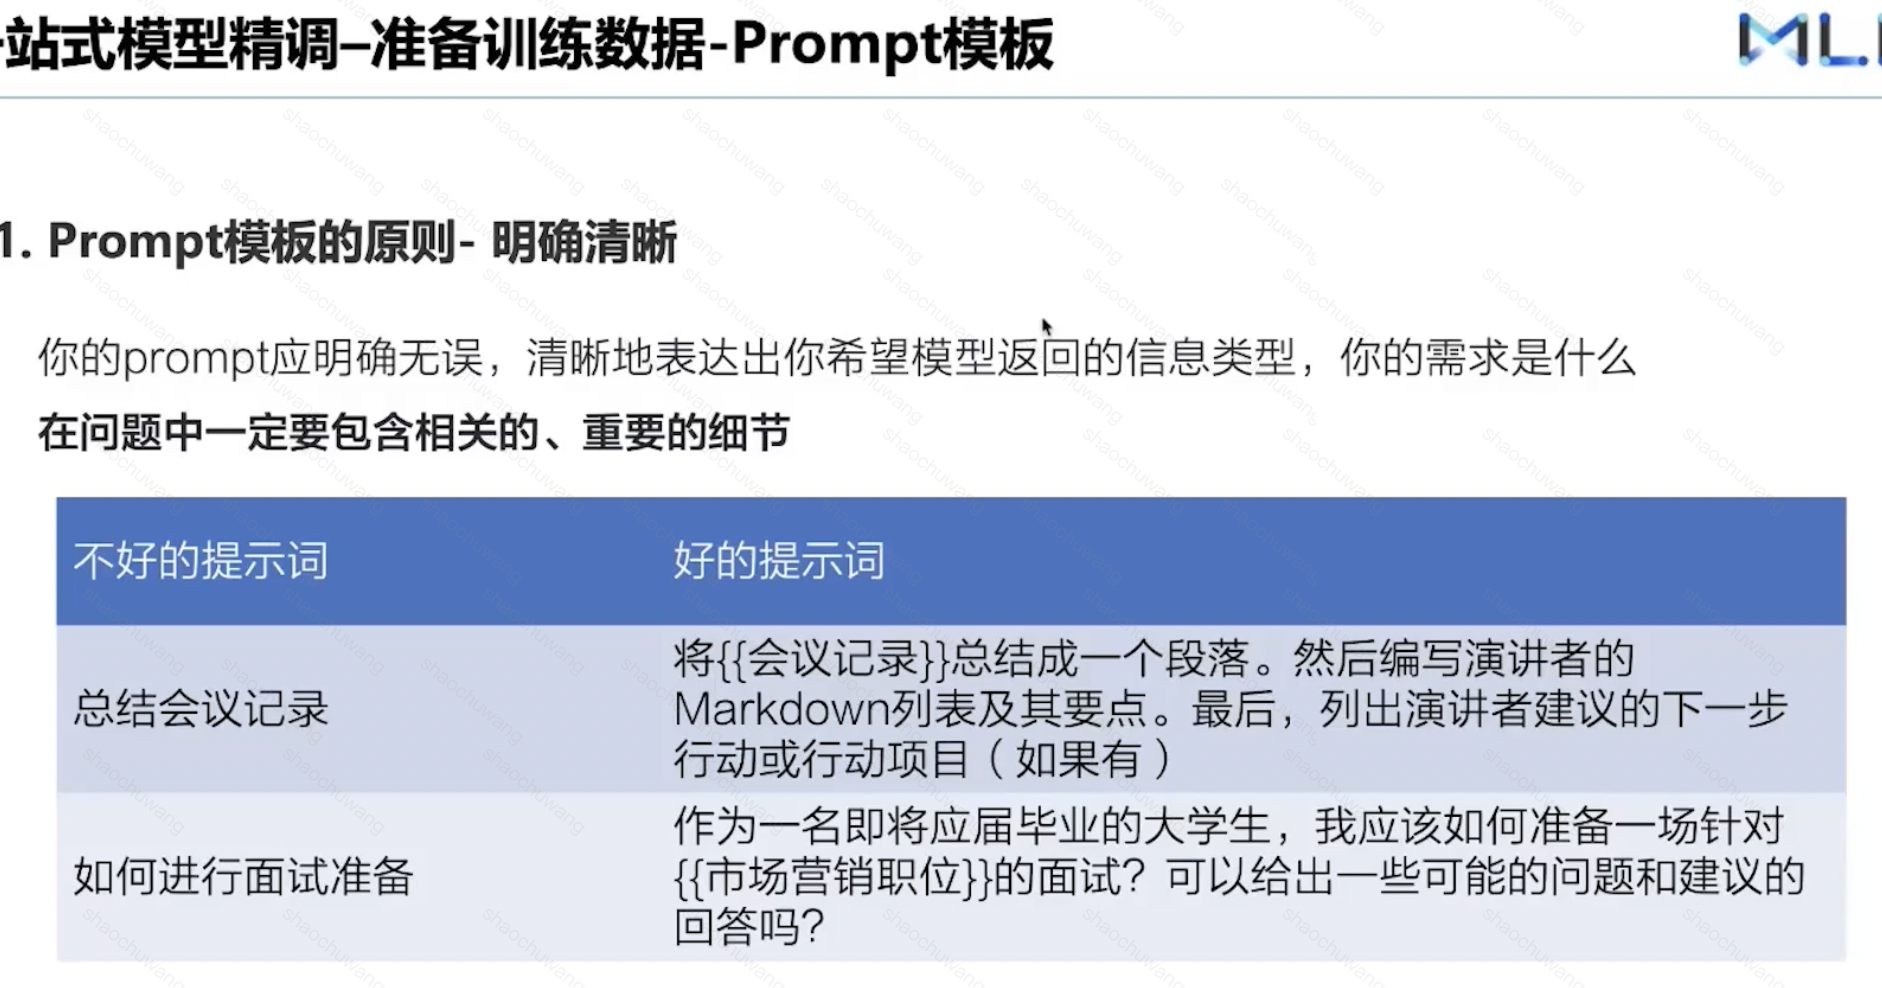 站式模型精调–准备训练数据-Prompt模板
ML
1. Prompt模板的原则- 明确清晰
你的prompt应明确无误，清晰地表达出你希望模型返回的信息类型，你的需求是什么
在问题中一定要包含相关的、重要的细节
不好的提示词
好的提示词
总结会议记录
将{{会议记录}}总结成一个段落。然后编写演讲者的
Markdown列表及其要点。最后，列出演讲者建议的下一步
行动或行动项目（如果有）
如何进行面试准备
作为一名即将应届毕业的大学生，我应该如何准备一场针对
{{市场营销职位}}的面试？可以给出一些可能的问题和建议的
回答吗？
shaochuwang